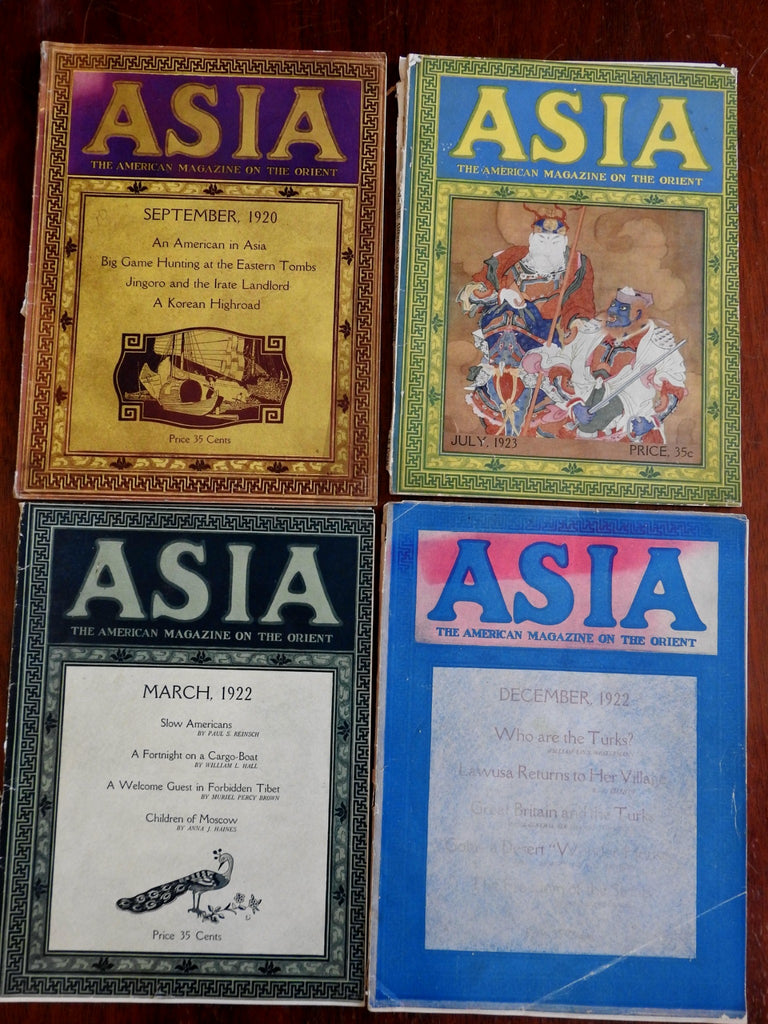 ASIA
THE AMERICAN MAGAZINE ON THE ORIENT
SEPTEMBER, 1920
An American in Asia
Big Game Hunting at the Eastern Tombs
Jingoro and the Irate Landlord
A Korean Highroad
Price 35 Cents
ASIA
THE AMERICAN MAGAZINE ON THE ORIENT
JULY, 1923
PRICE, 35c
ASIA
THE AMERICAN MAGAZINE ON THE ORIENT
MARCH, 1922
Slow Americans
BY PAUL S. REINSCH
A Fortnight on a Cargo-Boat
BY WILLIAM L. HALL
A Welcome Guest in Forbidden Tibet
BY MURIEL PERCY BROWN
Children of Moscow
BY ANNA J. HAINES
Price 35 Cents
ASIA
THE AMERICAN MAGAZINE ON THE ORIENT
DECEMBER, 1922
Who are the Turks?
Lawusa Returns to Her Village
Great Britain and the Turk
a Desert